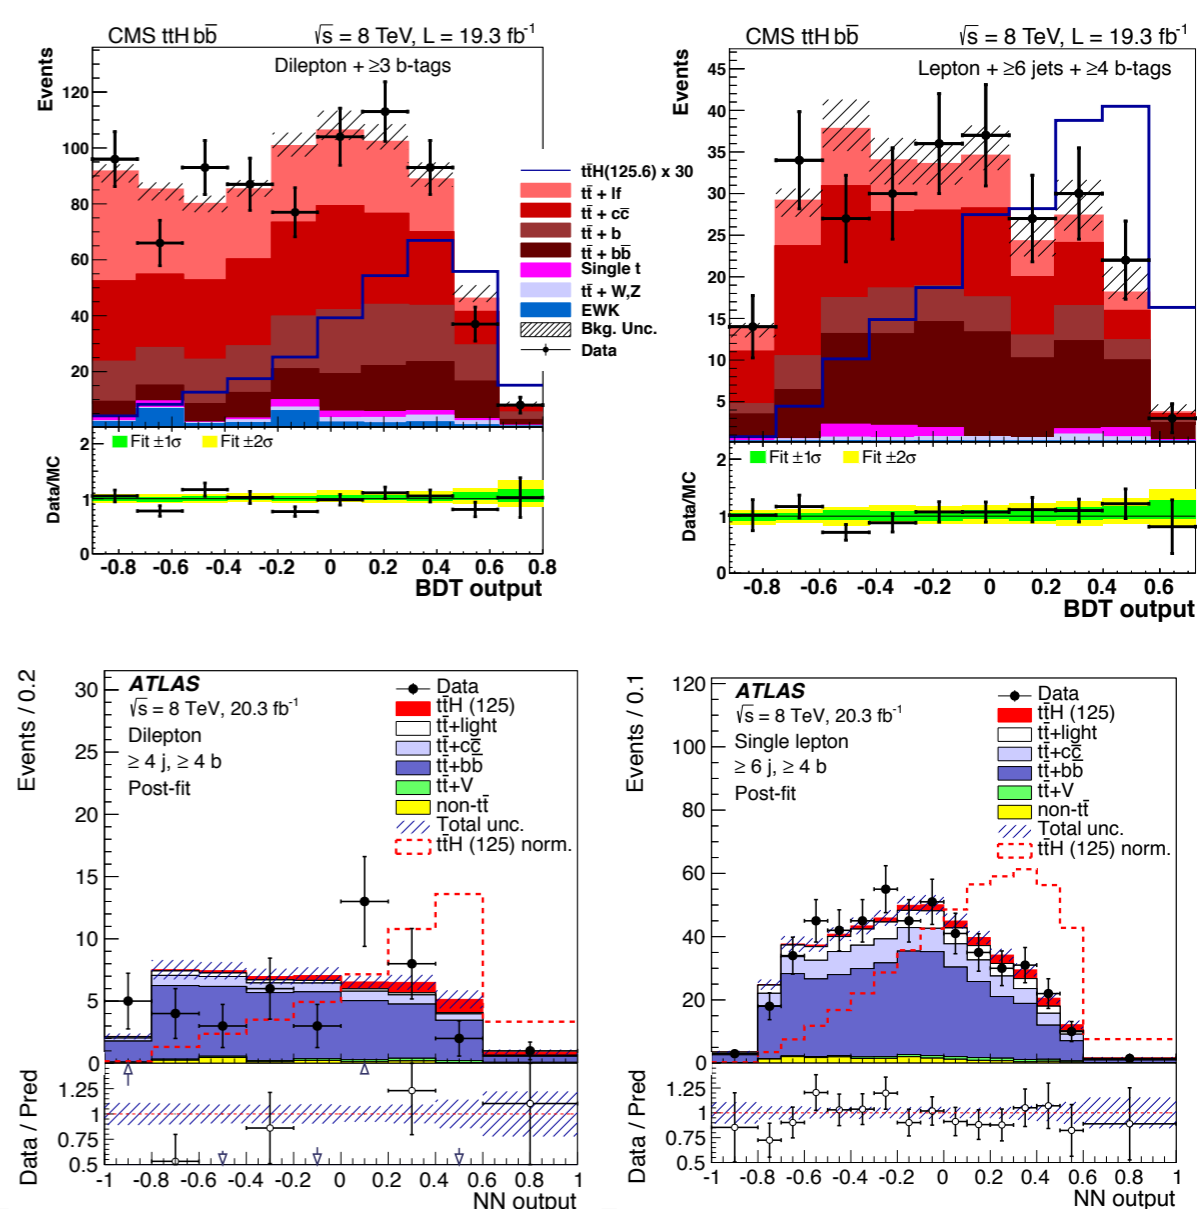 CMS ttH bb̅
√s = 8 TeV, L = 19.3 fb⁻¹
Dilepton + ≥3 b-tags
Events
120
100
80
60
40
20
tt̅H(125.6) x 30
tt̅ + lf
tt̅ + cc̅
tt̅ + b
tt̅ + bb̅
Single t
tt̅ + W,Z
EWK
Bkg. Unc.
Data
Fit ±1σ
Fit ±2σ
Data/MC
2
1
0
-0.8 -0.6 -0.4 -0.2 0 0.2 0.4 0.6 0.8
BDT output
CMS ttH bb̅
√s = 8 TeV, L = 19.3 fb⁻¹
Lepton + ≥6 jets + ≥4 b-tags
Events
45
40
35
30
25
20
15
10
5
Fit ±1σ
Fit ±2σ
Data/MC
2
1
0
-0.8 -0.6 -0.4 -0.2 0 0.2 0.4 0.6
BDT output
Events / 0.2
30
25
20
15
10
5
0
ATLAS
√s = 8 TeV, 20.3 fb⁻¹
Dilepton
≥ 4 j, ≥ 4 b
Post-fit
Data
tt̅H (125)
tt̅+light
tt̅+cc̅
tt̅+bb̅
tt̅+V
non-tt̅
Total unc.
tt̅H (125) norm.
Data / Pred
1.25
1
0.75
0.5
-1 -0.8 -0.6 -0.4 -0.2 0 0.2 0.4 0.6 0.8 1
NN output
Events / 0.1
120
100
80
60
40
20
0
ATLAS
√s = 8 TeV, 20.3 fb⁻¹
Single lepton
≥ 6 j, ≥ 4 b
Post-fit
Data
tt̅H (125)
tt̅+light
tt̅+cc̅
tt̅+bb̅
tt̅+V
non-tt̅
Total unc.
tt̅H (125) norm.
Data / Pred
1.25
1
0.75
0.5
-1 -0.8 -0.6 -0.4 -0.2 0 0.2 0.4 0.6 0.8 1
NN output